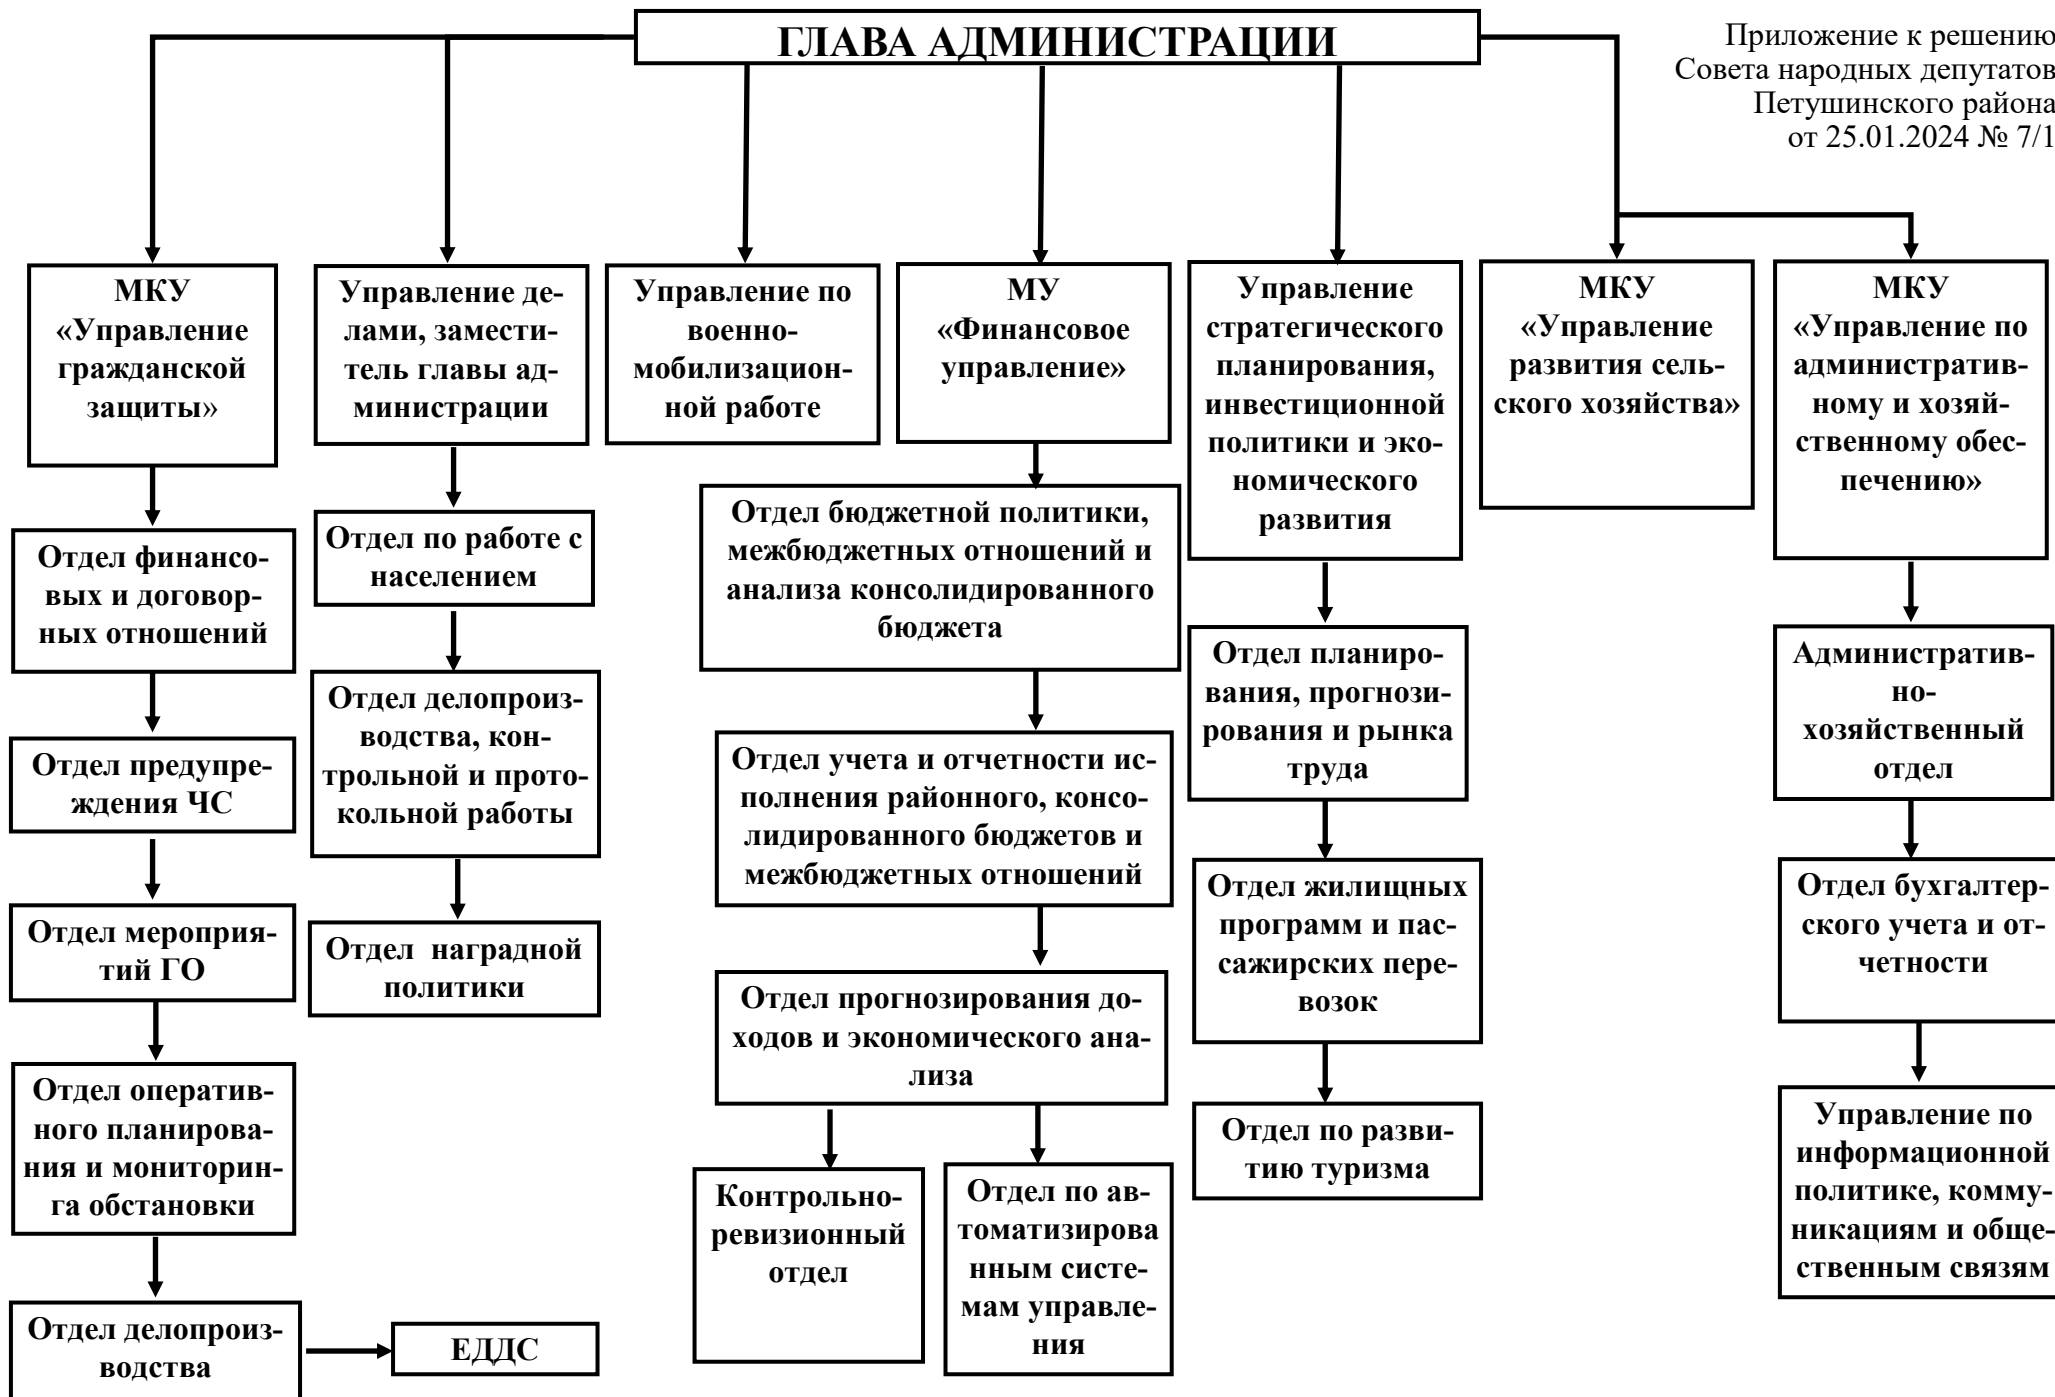 ГЛАВА АДМИНИСТРАЦИИ
Приложение к решению
Совета народных депутатов
Петушинского района
от 25.01.2024 № 7/1
МКУ
«Управление
гражданской
защиты»
Управление де-
лами, замести-
тель главы ад-
министрации
Управление по
военно-
мобилизацион-
ной работе
МУ
«Финансовое
управление»
Управление
стратегического
планирования,
инвестиционной
политики и эко-
номического
развития
МКУ
«Управление
развития сель-
ского хозяйства»
МКУ
«Управление по
административ-
ному и хозяй-
ственному обес-
печению»
Отдел финансо-
вых и договор-
ных отношений
Отдел предупре-
ждения ЧС
Отдел мероприя-
тий ГО
Отдел оператив-
ного планирова-
ния и мониторин-
га обстановки
Отдел делопроиз-
водства
ЕДДС
Отдел по работе с
населением
Отдел делопроиз-
водства, кон-
трольной и прото-
кольной работы
Отдел наградной
политики
Отдел бюджетной политики,
межбюджетных отношений и
анализа консолидированного
бюджета
Отдел учета и отчетности ис-
полнения районного, консо-
лидированного бюджетов и
межбюджетных отношений
Отдел прогнозирования до-
ходов и экономического ана-
лиза
Контрольно-
ревизионный
отдел
Отдел по ав-
томатизирова
нным систе-
мам управле-
ния
Отдел планиро-
вания, прогнози-
рования и рынка
труда
Отдел жилищных
программ и пас-
сажирских пере-
возок
Отдел по разви-
тию туризма
Административ-
но-
хозяйственный
отдел
Отдел бухгалтер-
ского учета и от-
четности
Управление по
информационной
политике, комму-
никациям и обще-
ственным связям